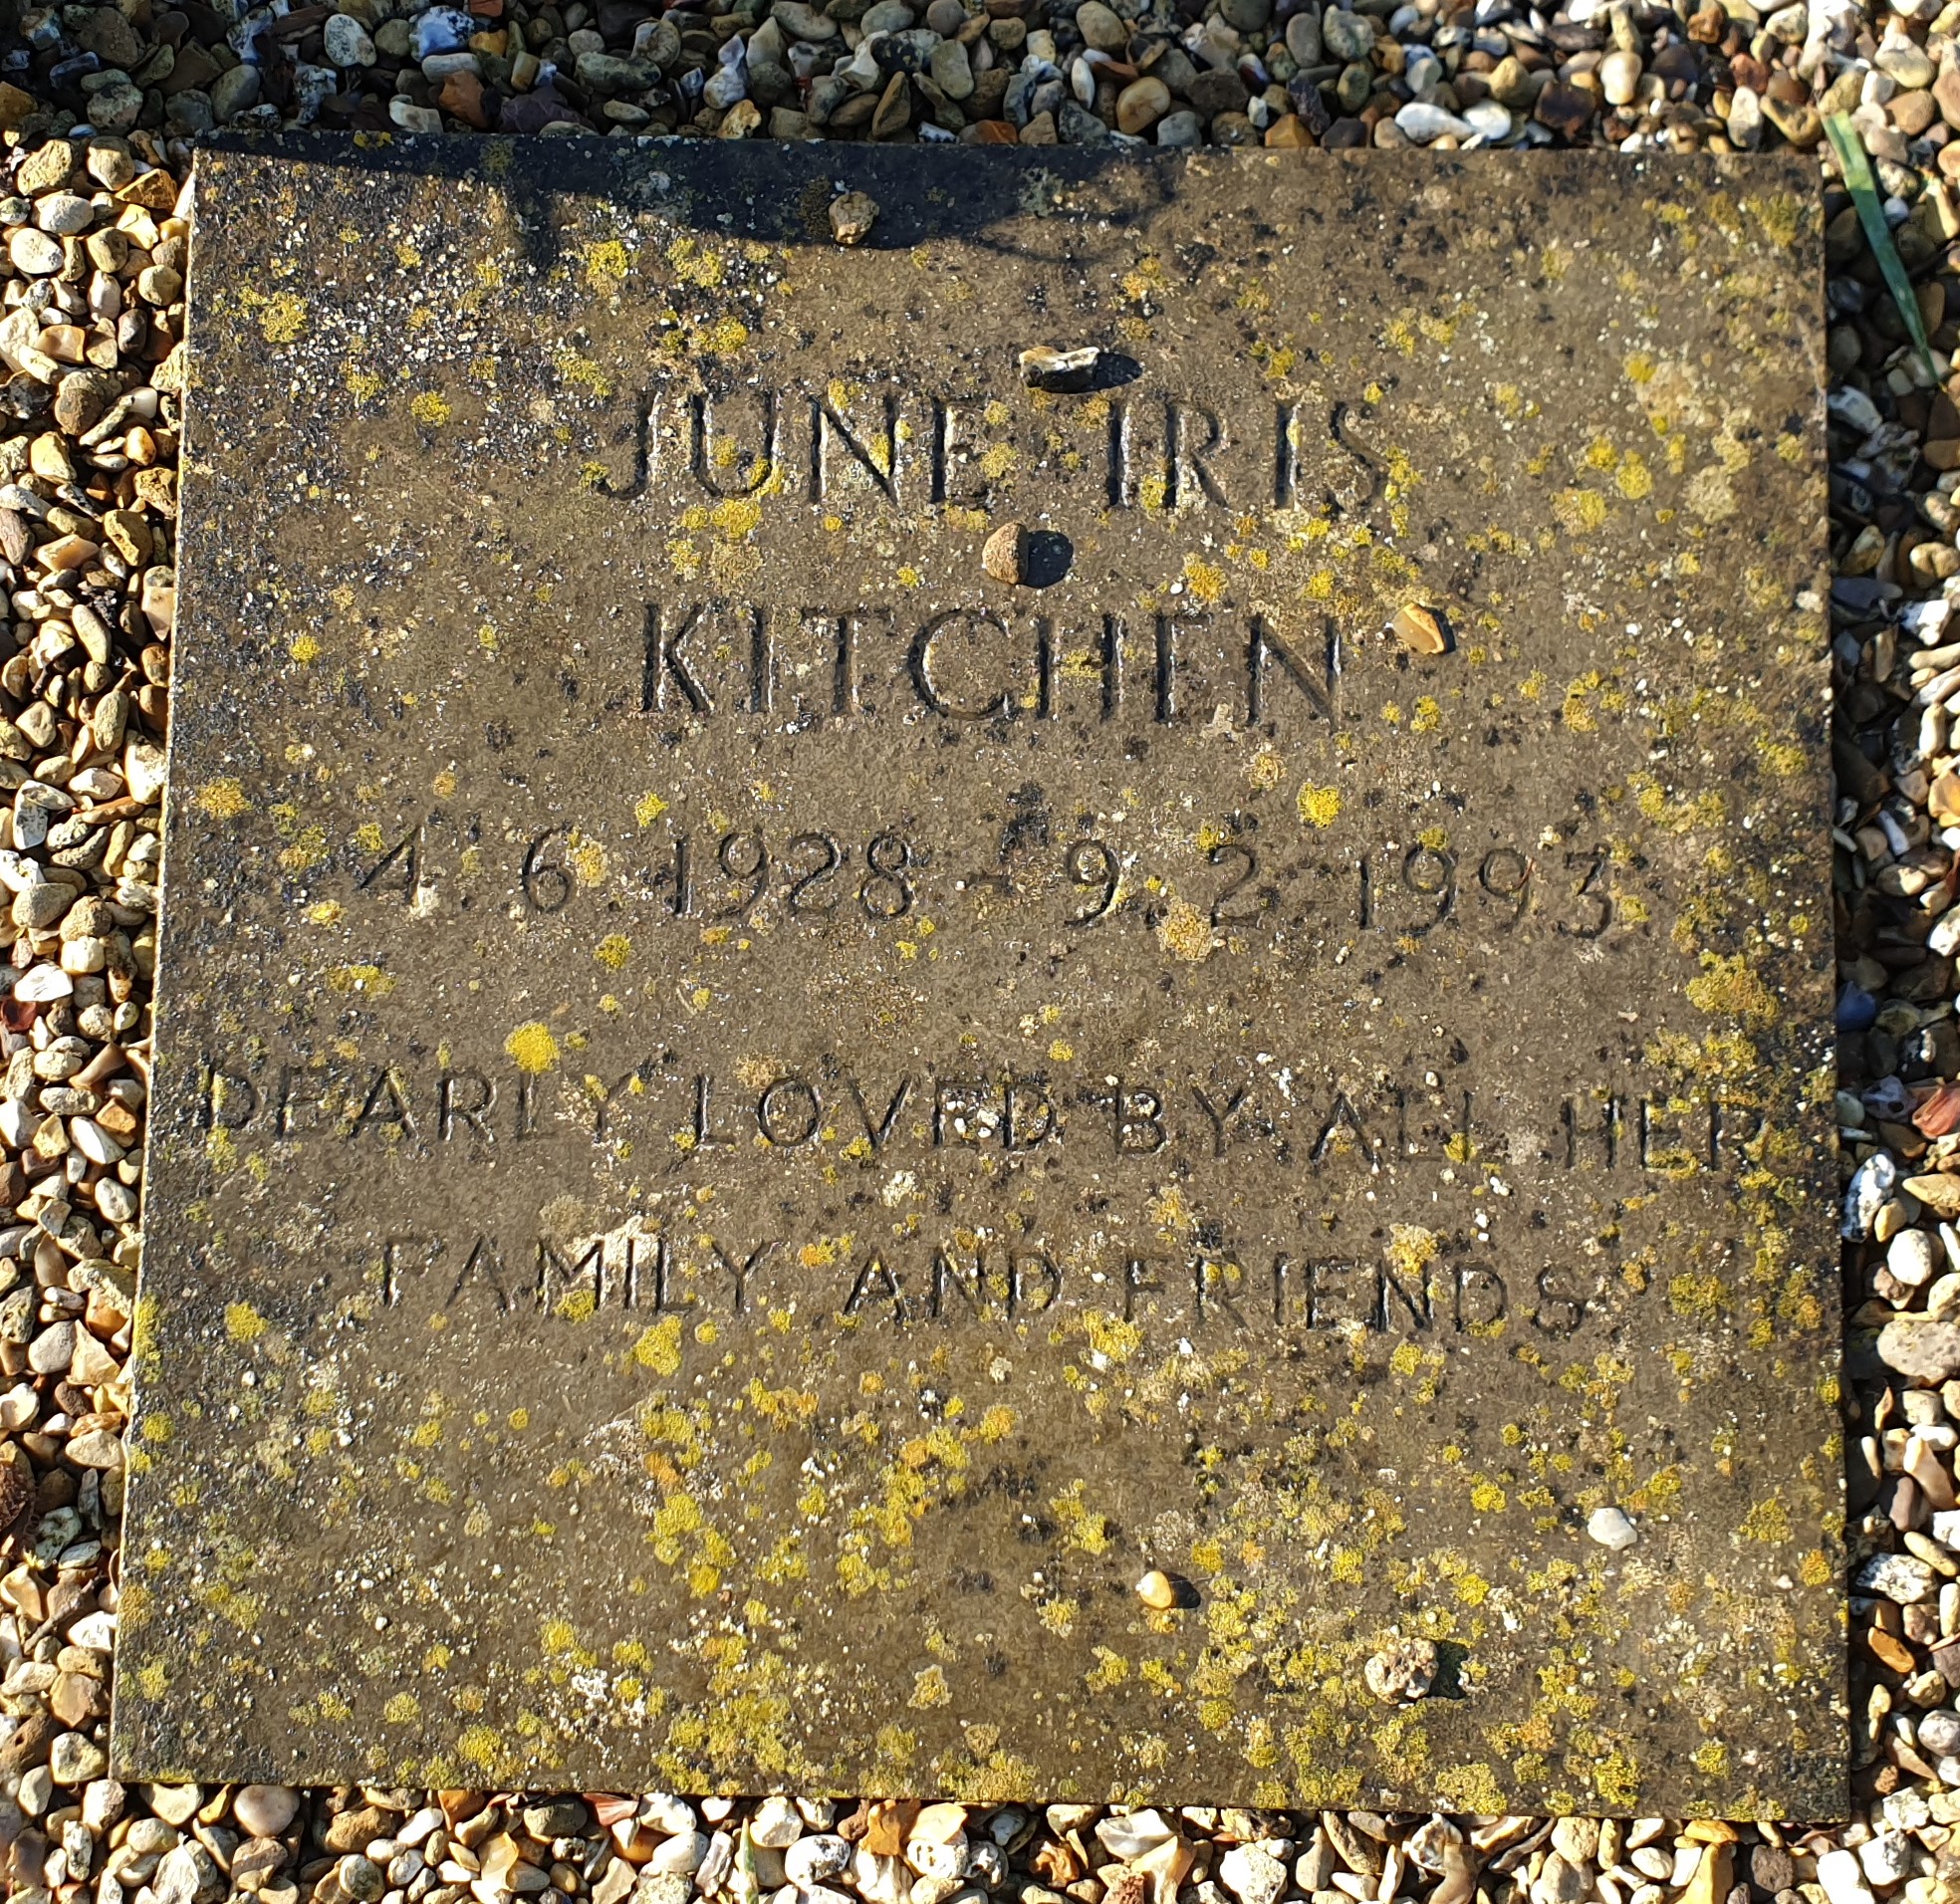 JUNE IRIS
KITCHEN
4. 6. 1928 - 9. 2. 1993.
DEARLY LOVED BY ALL HER
FAMILY AND FRIENDS